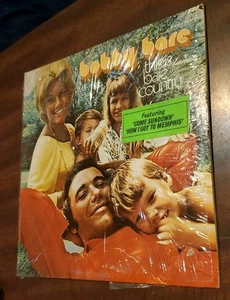 bobby bare
this is
bare
country
Featuring
'COME SUNDOWN'
'HOW I GOT TO MEMPHIS'